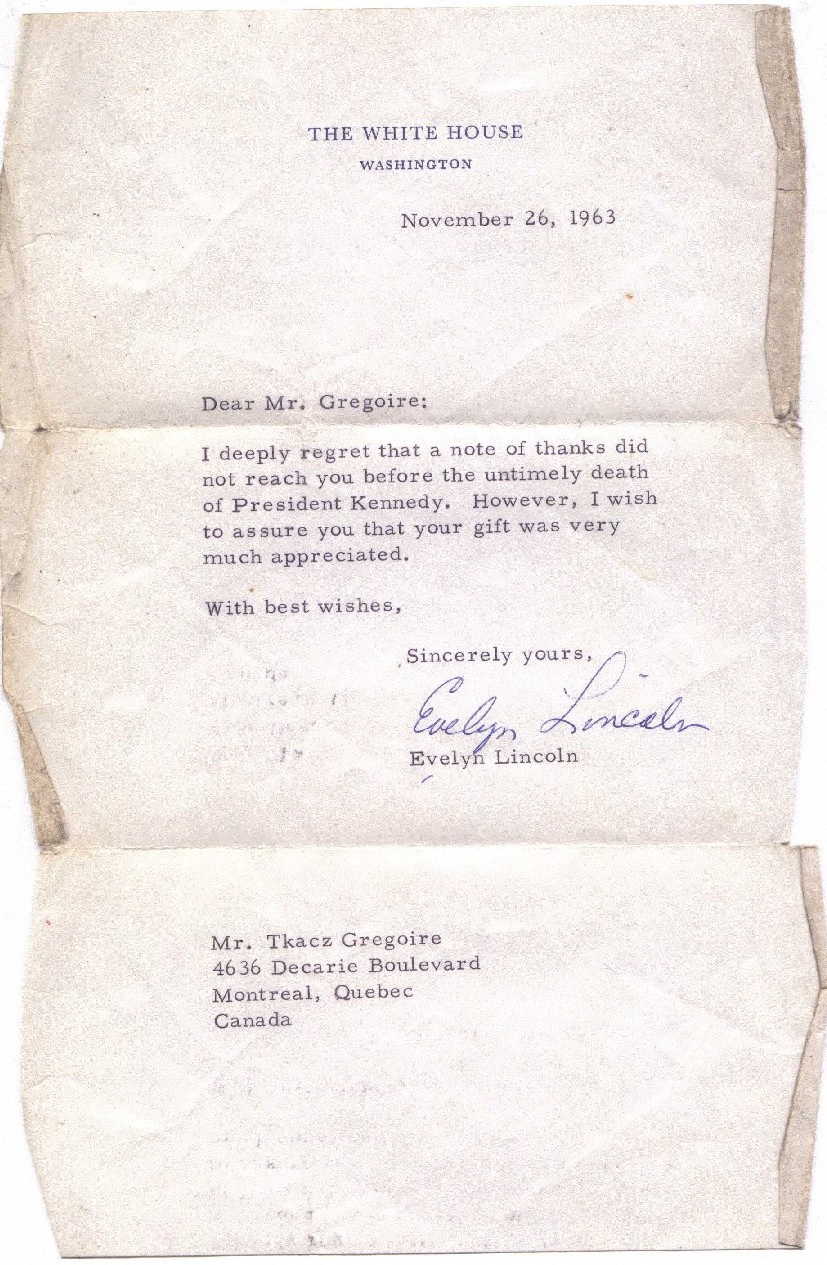 THE WHITE HOUSE
WASHINGTON
November 26, 1963
Dear Mr. Gregoire:
I deeply regret that a note of thanks did
not reach you before the untimely death
of President Kennedy. However, I wish
to assure you that your gift was very
much appreciated.
With best wishes,
Sincerely yours,
Evelyn Lincoln
Evelyn Lincoln
Mr. Tkacz Gregoire
4636 Decarie Boulevard
Montreal, Quebec
Canada